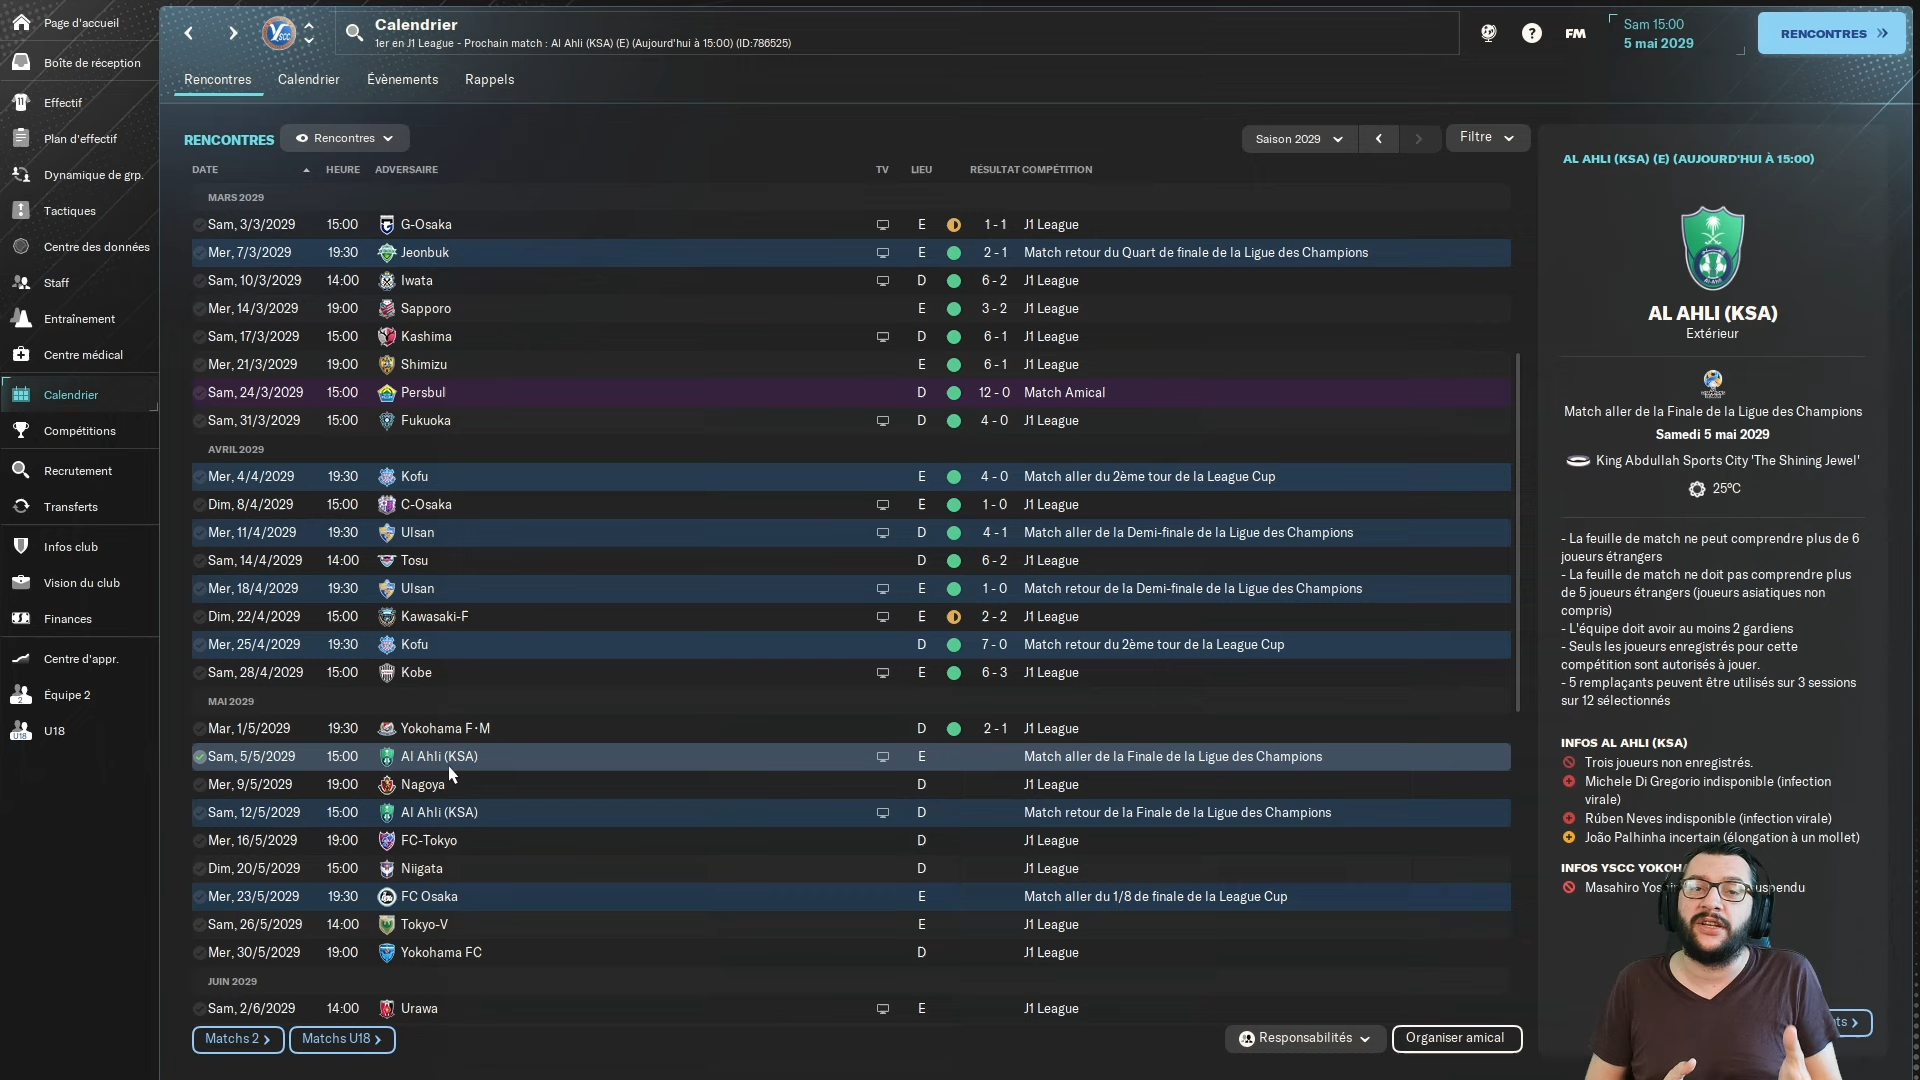 Page d'accueil
Boîte de réception
Effectif
Plan d'effectif
Dynamique de grp.
Tactiques
Centre des données
Staff
Entraînement
Centre médical
Calendrier
Compétitions
Recrutement
Transferts
Infos club
Vision du club
Finances
Centre d'appr.
Équipe 2
U18
Calendrier
1er en J1 League - Prochain match : Al Ahli (KSA) (E) (Aujourd'hui à 15:00) (ID:786525)
FM
Sam 15:00
5 mai 2029
RENCONTRES
Rencontres Calendrier Évènements Rappels
RENCONTRES Rencontres Saison 2029 Filtre
DATE HEURE ADVERSAIRE TV LIEU RÉSULTAT COMPÉTITION
MARS 2029
Sam, 3/3/2029 15:00 G-Osaka E 1 - 1 J1 League
Mer, 7/3/2029 19:30 Jeonbuk E 2 - 1 Match retour du Quart de finale de la Ligue des Champions
Sam, 10/3/2029 14:00 Iwata D 6 - 2 J1 League
Mer, 14/3/2029 19:00 Sapporo E 3 - 2 J1 League
Sam, 17/3/2029 15:00 Kashima D 6 - 1 J1 League
Mer, 21/3/2029 19:00 Shimizu E 6 - 1 J1 League
Sam, 24/3/2029 15:00 Persbul D 12 - 0 Match Amical
Sam, 31/3/2029 15:00 Fukuoka D 4 - 0 J1 League
AVRIL 2029
Mer, 4/4/2029 19:30 Kofu E 4 - 0 Match aller du 2ème tour de la League Cup
Dim, 8/4/2029 15:00 C-Osaka E 1 - 0 J1 League
Mer, 11/4/2029 19:30 Ulsan D 4 - 1 Match aller de la Demi-finale de la Ligue des Champions
Sam, 14/4/2029 14:00 Tosu D 6 - 2 J1 League
Mer, 18/4/2029 19:30 Ulsan E 1 - 0 Match retour de la Demi-finale de la Ligue des Champions
Dim, 22/4/2029 15:00 Kawasaki-F E 2 - 2 J1 League
Mer, 25/4/2029 19:30 Kofu D 7 - 0 Match retour du 2ème tour de la League Cup
Sam, 28/4/2029 15:00 Kobe E 6 - 3 J1 League
MAI 2029
Mar, 1/5/2029 19:30 Yokohama F·M D 2 - 1 J1 League
Sam, 5/5/2029 15:00 Al Ahli (KSA) E Match aller de la Finale de la Ligue des Champions
Mer, 9/5/2029 19:00 Nagoya D J1 League
Sam, 12/5/2029 15:00 Al Ahli (KSA) D Match retour de la Finale de la Ligue des Champions
Mer, 16/5/2029 19:00 FC-Tokyo D J1 League
Dim, 20/5/2029 15:00 Niigata D J1 League
Mer, 23/5/2029 19:30 FC Osaka E Match aller du 1/8 de finale de la League Cup
Sam, 26/5/2029 14:00 Tokyo-V E J1 League
Mer, 30/5/2029 19:00 Yokohama FC D J1 League
JUIN 2029
Sam, 2/6/2029 14:00 Urawa E J1 League
Matchs 2 Matchs U18 Responsabilités Organiser amical
AL AHLI (KSA) (E) (AUJOURD'HUI À 15:00)
AL AHLI (KSA)
Extérieur
Match aller de la Finale de la Ligue des Champions
Samedi 5 mai 2029
King Abdullah Sports City 'The Shining Jewel'
25°C
- La feuille de match ne peut comprendre plus de 6
joueurs étrangers
- La feuille de match ne doit pas comprendre plus
de 5 joueurs étrangers (joueurs asiatiques non
compris)
- L'équipe doit avoir au moins 2 gardiens
- Seuls les joueurs enregistrés pour cette
compétition sont autorisés à jouer.
- 5 remplaçants peuvent être utilisés sur 3 sessions
sur 12 sélectionnés
INFOS AL AHLI (KSA)
Trois joueurs non enregistrés.
Michele Di Gregorio indisponible (infection
virale)
Rúben Neves indisponible (infection virale)
João Palhinha incertain (élongation à un mollet)
INFOS YSCC
Masahiro